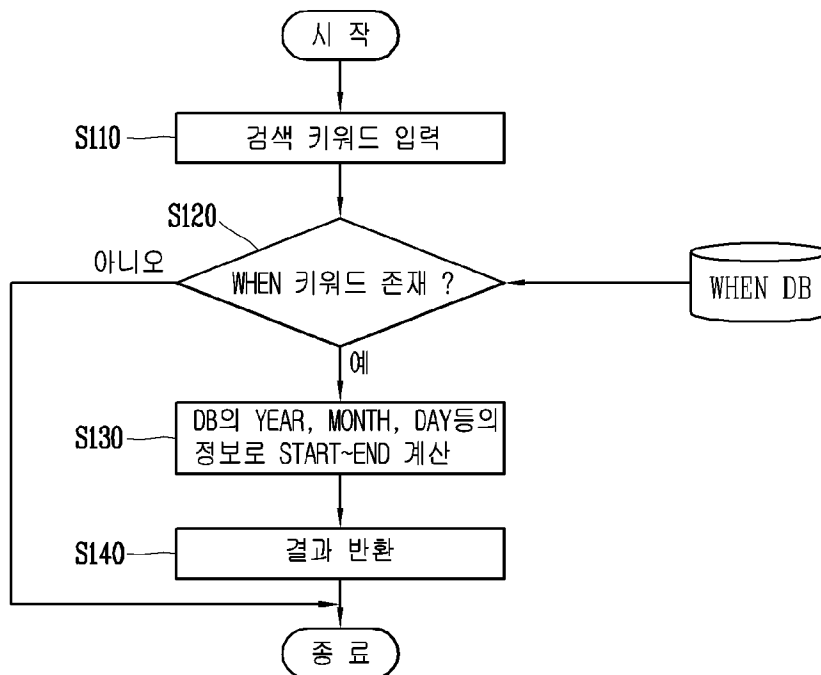 시 작
S110
검색 키워드 입력
S120
아니오
WHEN 키워드 존재 ?
WHEN DB
예
S130
DB의 YEAR, MONTH, DAY등의
정보로 START~END 계산
S140
결과 반환
종 료